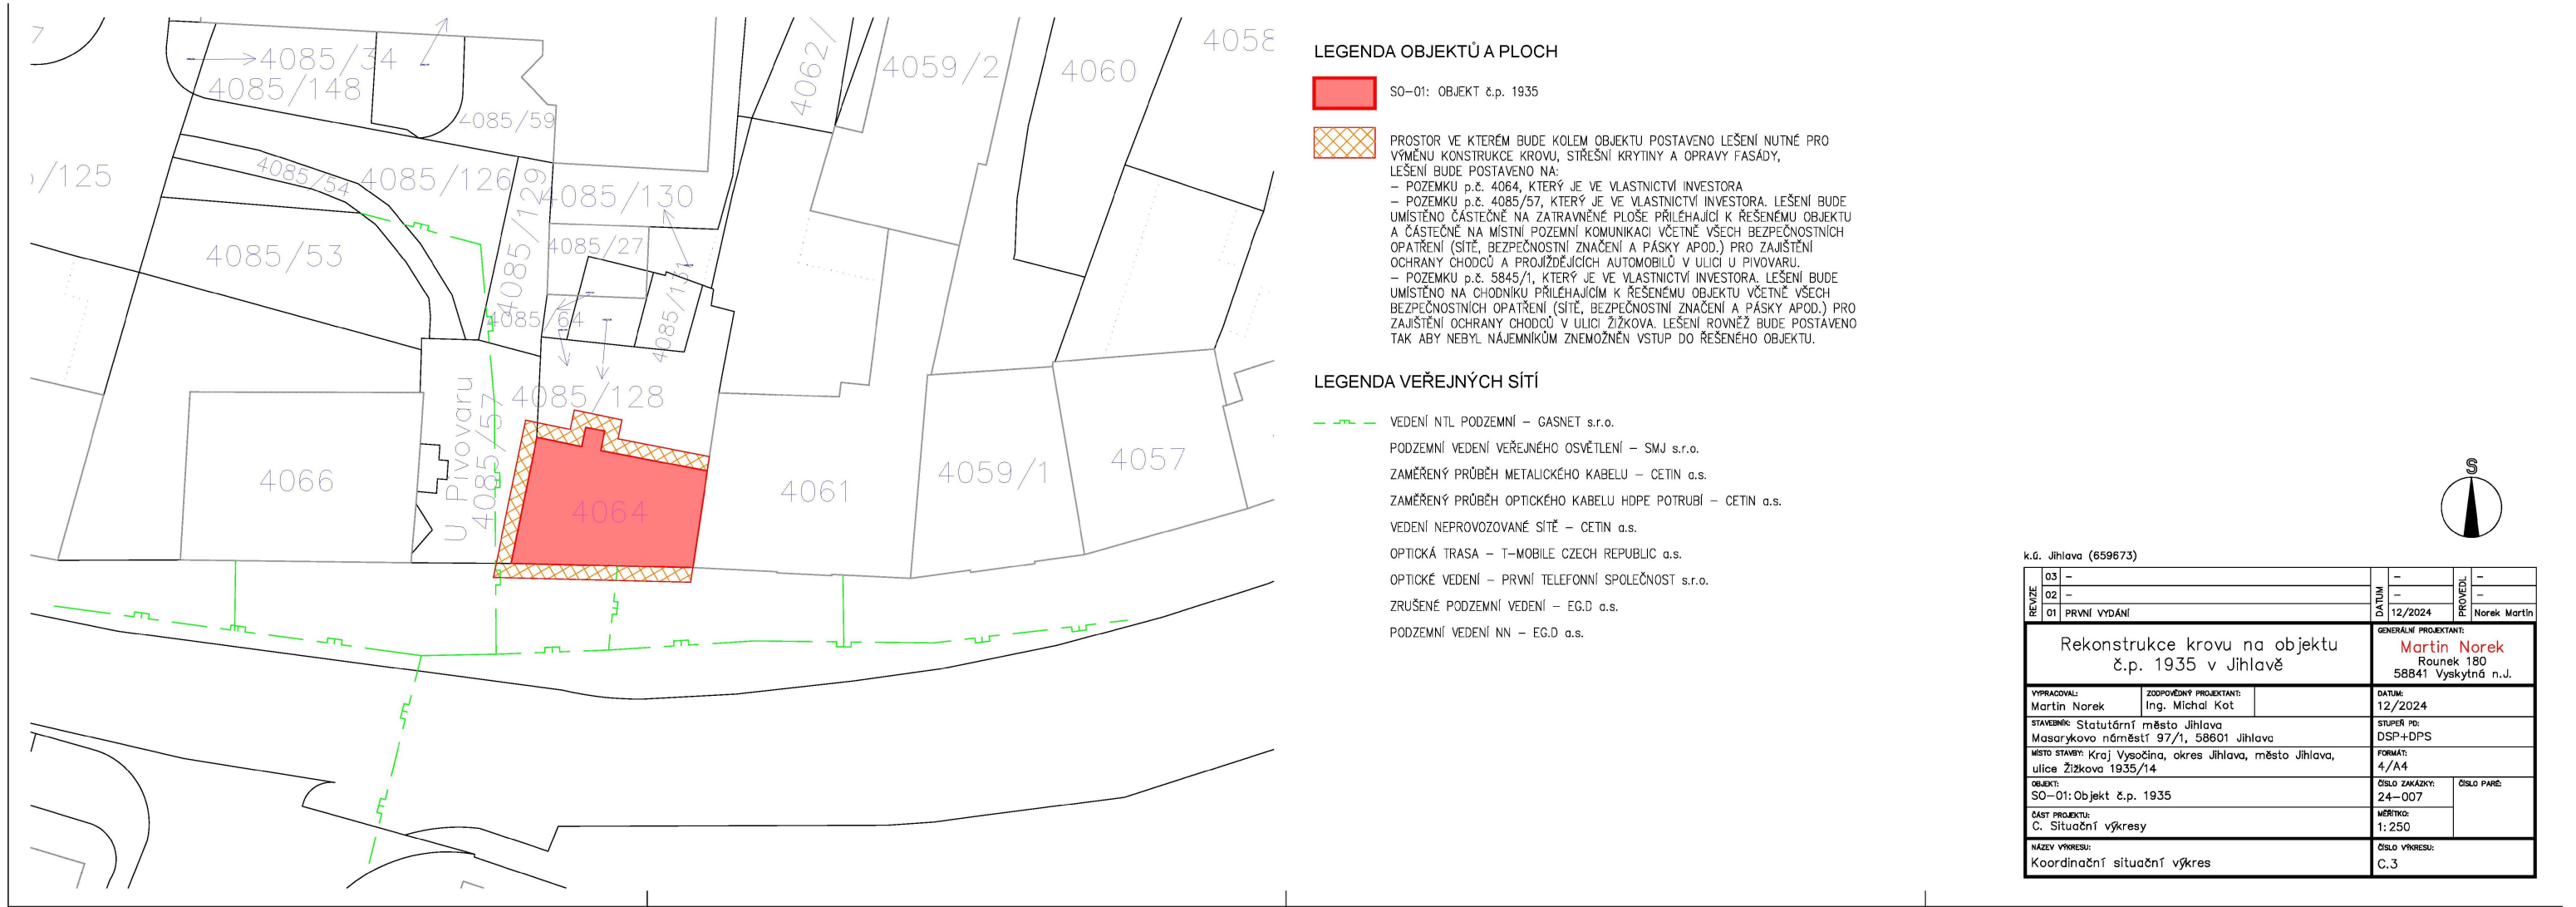 7
4085/34
4085/148
4085/59
4062/
4059/2
4060
4058
/125
4085/54
4085/126
4085/129
4085/130
4085/53
4085/27
4085/131
4085/64
4085/128
U Pivovaru
4085/57
4066
4064
4061
4059/1
4057
LEGENDA OBJEKTŮ A PLOCH
SO-01: OBJEKT č.p. 1935
PROSTOR VE KTERÉM BUDE KOLEM OBJEKTU POSTAVENO LEŠENÍ NUTNÉ PRO
VÝMĚNU KONSTRUKCE KROVU, STŘEŠNÍ KRYTINY A OPRAVY FASÁDY,
LEŠENÍ BUDE POSTAVENO NA:
- POZEMKU p.č. 4064, KTERÝ JE VE VLASTNICTVÍ INVESTORA
- POZEMKU p.č. 4085/57, KTERÝ JE VE VLASTNICTVÍ INVESTORA. LEŠENÍ BUDE
UMÍSTĚNO ČÁSTEČNĚ NA ZATRAVNĚNÉ PLOŠE PŘILÉHAJÍCÍ K ŘEŠENÉMU OBJEKTU
A ČÁSTEČNĚ NA MÍSTNÍ POZEMNÍ KOMUNIKACI VČETNĚ VŠECH BEZPEČNOSTNÍCH
OPATŘENÍ (SÍTĚ, BEZPEČNOSTNÍ ZNAČENÍ A PÁSKY APOD.) PRO ZAJIŠTĚNÍ
OCHRANY CHODCŮ A PROJÍŽDĚJÍCÍCH AUTOMOBILŮ V ULICI U PIVOVARU.
- POZEMKU p.č. 5845/1, KTERÝ JE VE VLASTNICTVÍ INVESTORA. LEŠENÍ BUDE
UMÍSTĚNO NA CHODNÍKU PŘILÉHAJÍCÍM K ŘEŠENÉMU OBJEKTU VČETNĚ VŠECH
BEZPEČNOSTNÍCH OPATŘENÍ (SÍTĚ, BEZPEČNOSTNÍ ZNAČENÍ A PÁSKY APOD.) PRO
ZAJIŠTĚNÍ OCHRANY CHODCŮ V ULICI ŽIŽKOVA. LEŠENÍ ROVNĚŽ BUDE POSTAVENO
TAK ABY NEBYL NÁJEMNÍKŮM ZNEMOŽNĚN VSTUP DO ŘEŠENÉHO OBJEKTU.
LEGENDA VEŘEJNÝCH SÍTÍ
VEDENÍ NTL PODZEMNÍ - GASNET s.r.o.
PODZEMNÍ VEDENÍ VEŘEJNÉHO OSVĚTLENÍ - SMJ s.r.o.
ZAMĚŘENÝ PRŮBĚH METALICKÉHO KABELU - CETIN a.s.
ZAMĚŘENÝ PRŮBĚH OPTICKÉHO KABELU HDPE POTRUBÍ - CETIN a.s.
VEDENÍ NEPROVOZOVANÉ SÍTĚ - CETIN a.s.
OPTICKÁ TRASA - T-MOBILE CZECH REPUBLIC a.s.
OPTICKÉ VEDENÍ - PRVNÍ TELEFONNÍ SPOLEČNOST s.r.o.
ZRUŠENÉ PODZEMNÍ VEDENÍ - EG.D a.s.
PODZEMNÍ VEDENÍ NN - EG.D a.s.
S
k.ú. Jihlava (659673)
REVIZE
03 -
02 -
01 PRVNÍ VYDÁNÍ
DATUM
-
-
12/2024
PROVEDL
-
-
Norek Martin
Rekonstrukce krovu na objektu
č.p. 1935 v Jihlavě
GENERÁLNÍ PROJEKTANT:
Martin Norek
Rounek 180
58841 Vyskytná n.J.
VYPRACOVAL:
Martin Norek
ZODPOVĚDNÝ PROJEKTANT:
Ing. Michal Kot
DATUM:
12/2024
STAVEBNÍK: Statutární město Jihlava
Masarykovo náměstí 97/1, 58601 Jihlava
STUPEŇ PD:
DSP+DPS
MÍSTO STAVBY: Kraj Vysočina, okres Jihlava, město Jihlava,
ulice Žižkova 1935/14
FORMÁT:
4/A4
OBJEKT:
SO-01: Objekt č.p. 1935
ČÍSLO ZAKÁZKY:
24-007
ČÍSLO PARÉ:
ČÁST PROJEKTU:
C. Situační výkresy
MĚŘÍTKO:
1:250
NÁZEV VÝKRESU:
Koordinační situační výkres
ČÍSLO VÝKRESU:
C.3